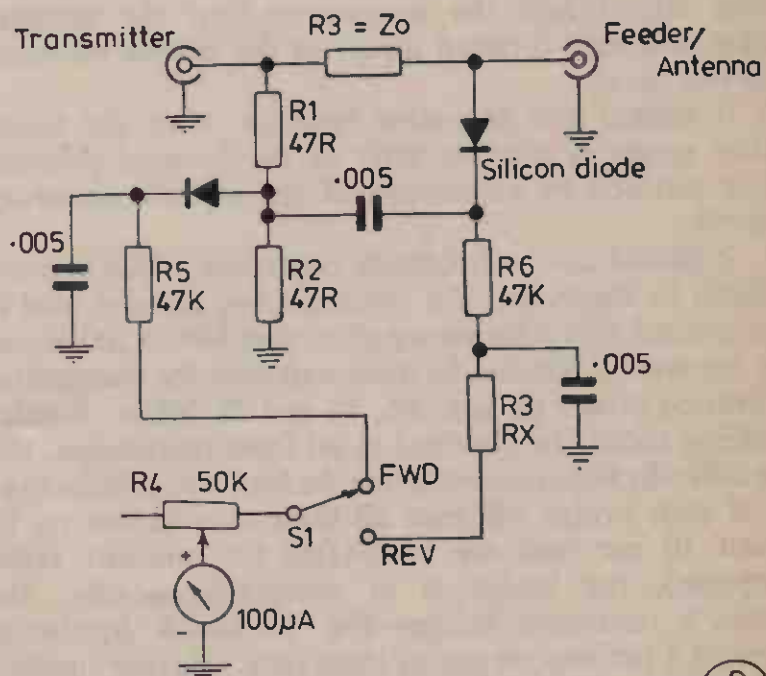 Transmitter
R3 = Zo
Feeder/
Antenna
R1
47R
Silicon diode
.005
.005
R5
47K
R2
47R
R6
47K
.005
R3
RX
R4 50K
FWD
S1
REV
+
100µA
-